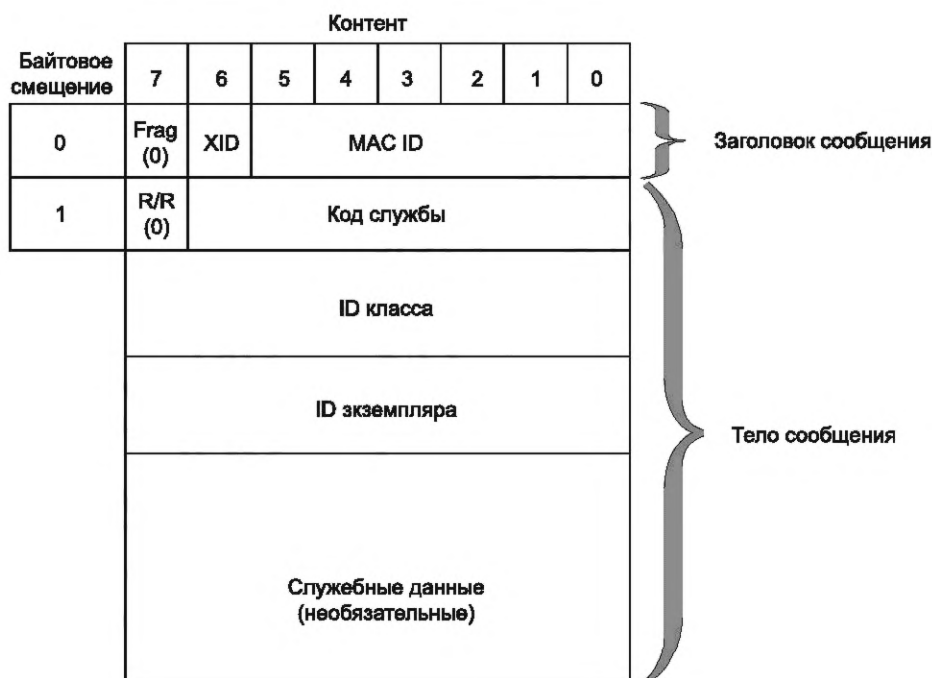 Контент
Байтовое
смещение
7 6 5 4 3 2 1 0
0 Frag
(0) XID MAC ID Заголовок сообщения
1 R/R
(0) Код службы
ID класса
ID зкземпляра
Тело сообщения
Служебные данные
(необязательные)